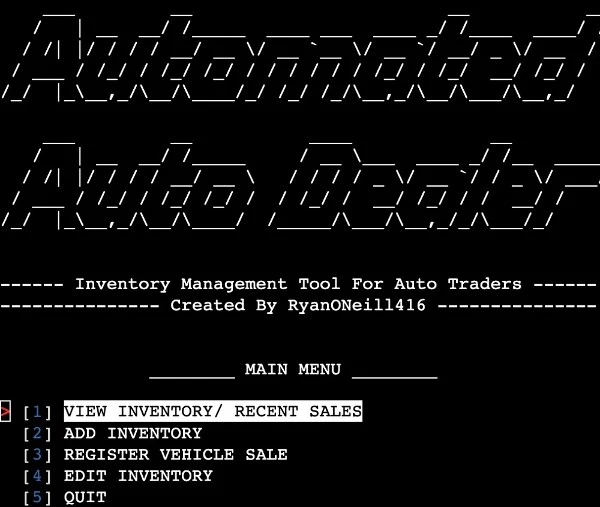 Automated
Auto Dealer
------ Inventory Management Tool For Auto Traders ------
--------------- Created By RyanONeill416 ---------------
________ MAIN MENU ________
> [1] VIEW INVENTORY/ RECENT SALES
[2] ADD INVENTORY
[3] REGISTER VEHICLE SALE
[4] EDIT INVENTORY
[5] QUIT